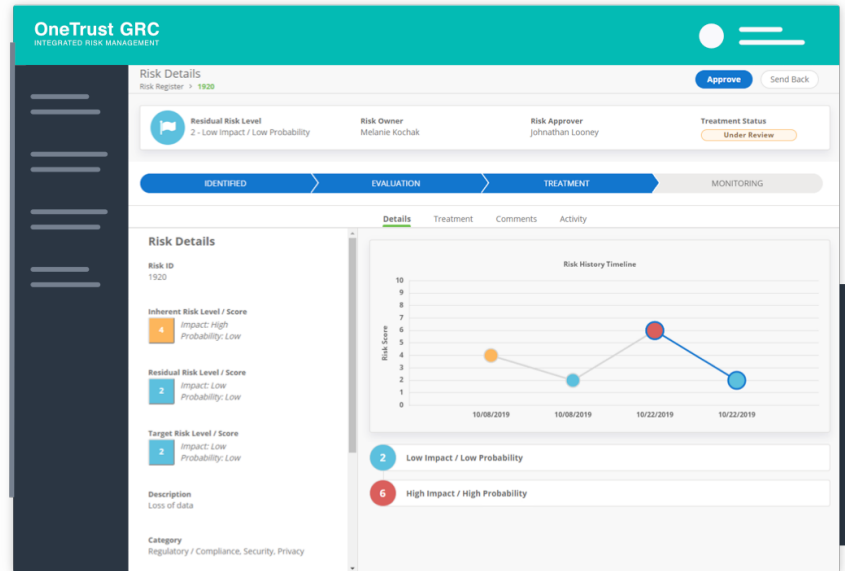 OneTrust GRC
INTEGRATED RISK MANAGEMENT
Risk Details
Risk Register > 1920
Approve
Send Back
Residual Risk Level
2 - Low Impact / Low Probability
Risk Owner
Melanie Kochak
Risk Approver
Johnathan Looney
Treatment Status
Under Review
IDENTIFIED
EVALUATION
TREATMENT
MONITORING
Details
Treatment
Comments
Activity
Risk Details
Risk ID
1920
Inherent Risk Level / Score
4
Impact: High
Probability: Low
Residual Risk Level / Score
2
Impact: Low
Probability: Low
Target Risk Level / Score
2
Impact: Low
Probability: Low
Description
Loss of data
Category
Regulatory / Compliance, Security, Privacy
Risk History Timeline
Risk Score
10
9
8
7
6
5
4
3
2
1
0
10/08/2019
10/08/2019
10/22/2019
10/22/2019
2
Low Impact / Low Probability
6
High Impact / High Probability